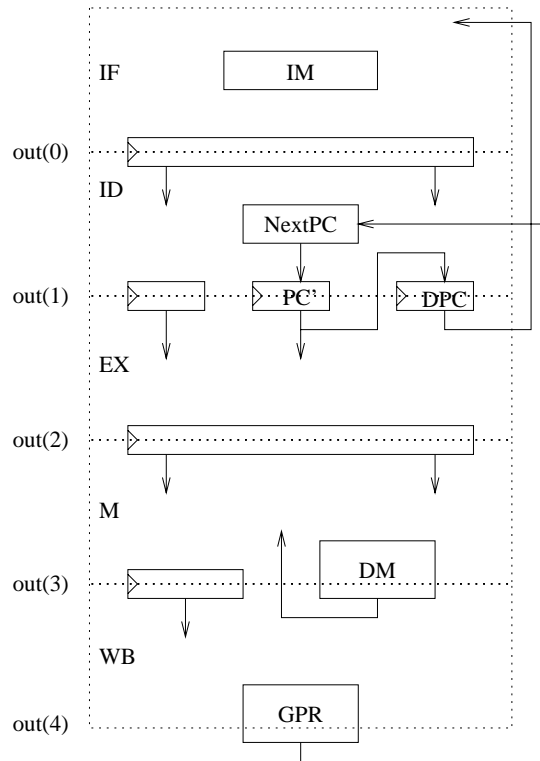 IF
IM
out(0)
ID
NextPC
out(1)
PC'
DPC
EX
out(2)
M
DM
out(3)
WB
GPR
out(4)